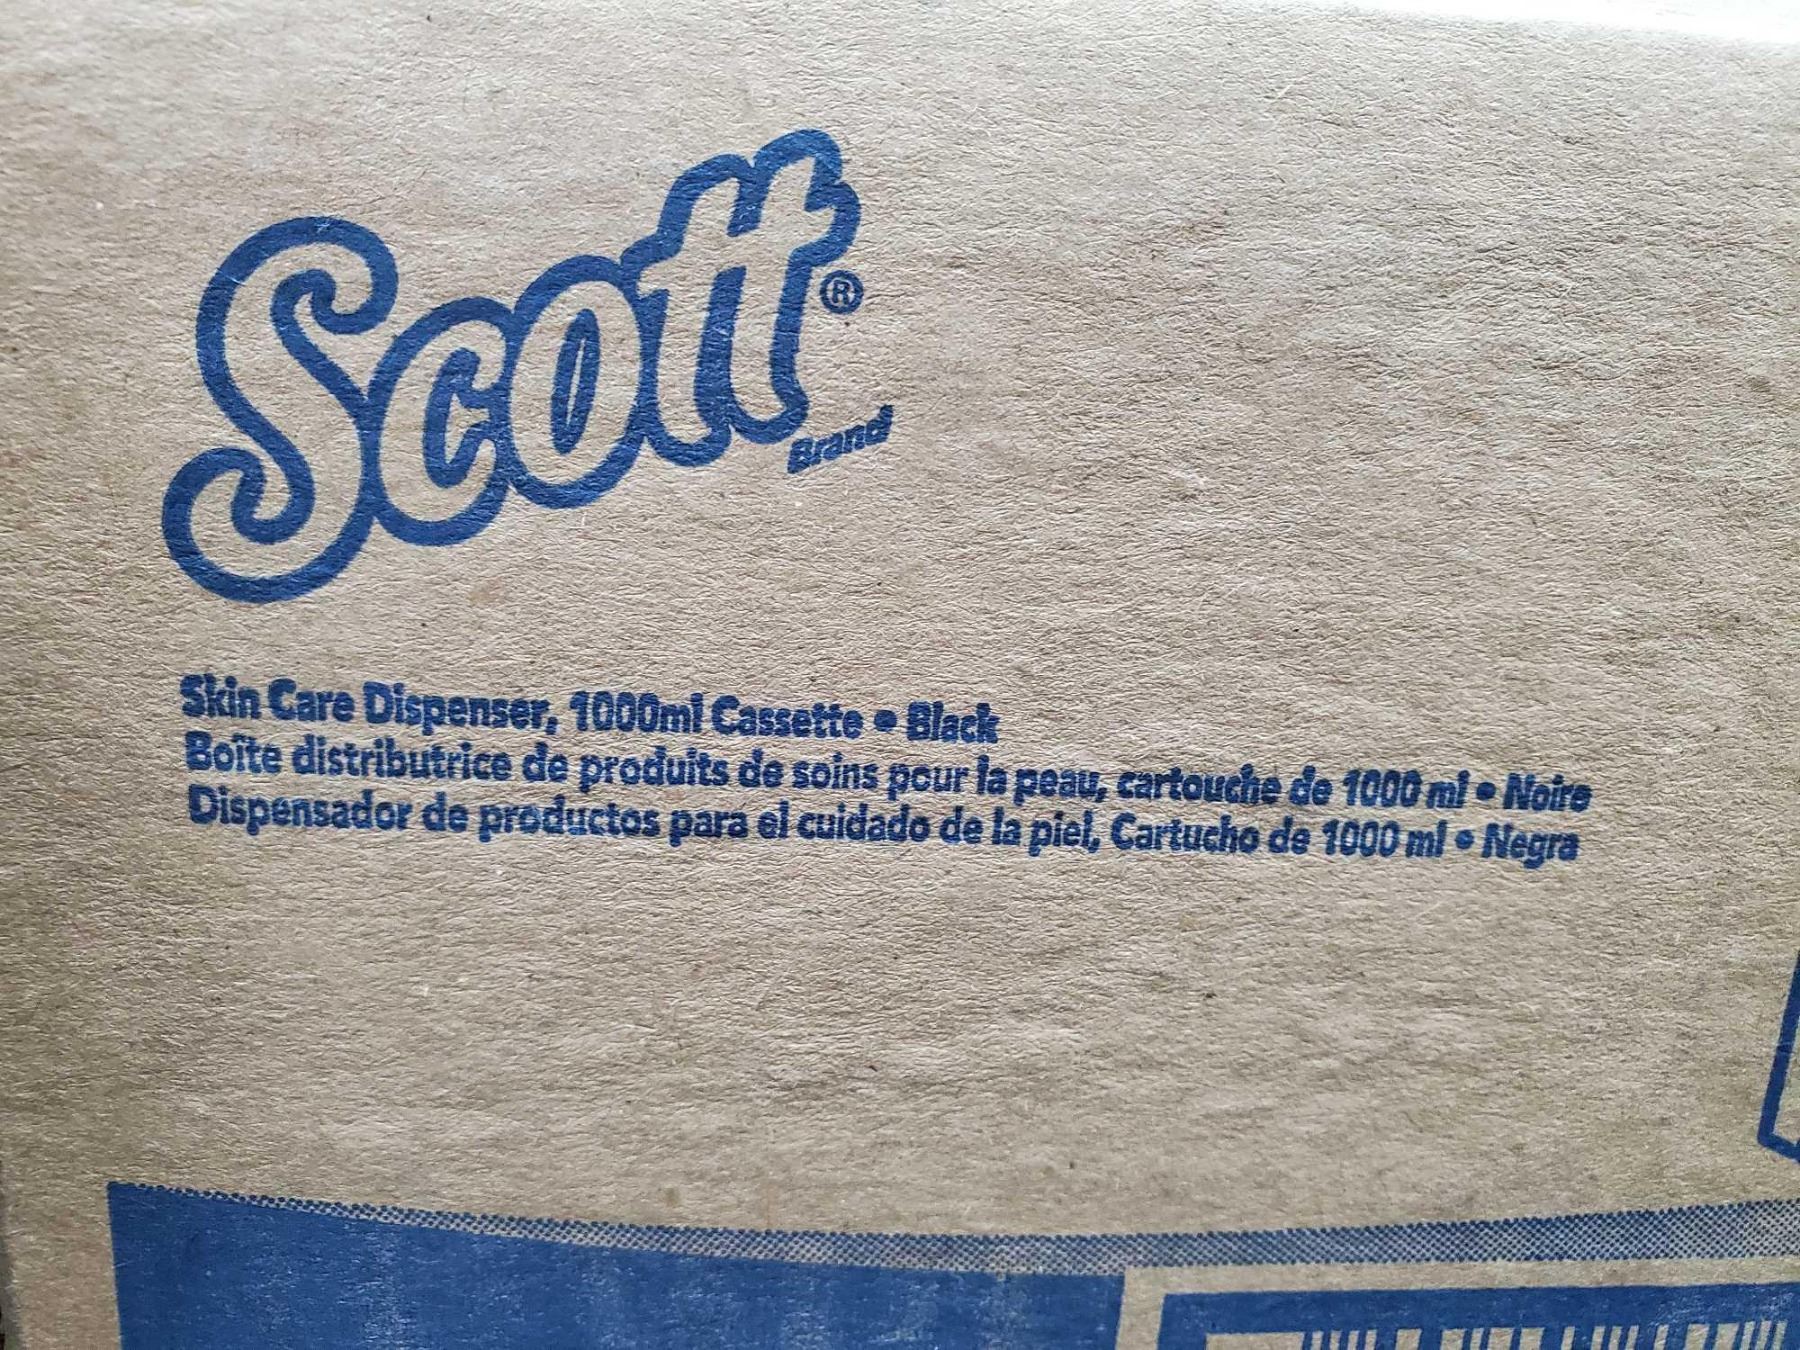 Scott®
Brand
Skin Care Dispenser, 1000ml Cassette • Black
Boîte distributrice de produits de soins pour la peau, cartouche de 1000 ml • Noire
Dispensador de productos para el cuidado de la piel, Cartucho de 1000 ml • Negra